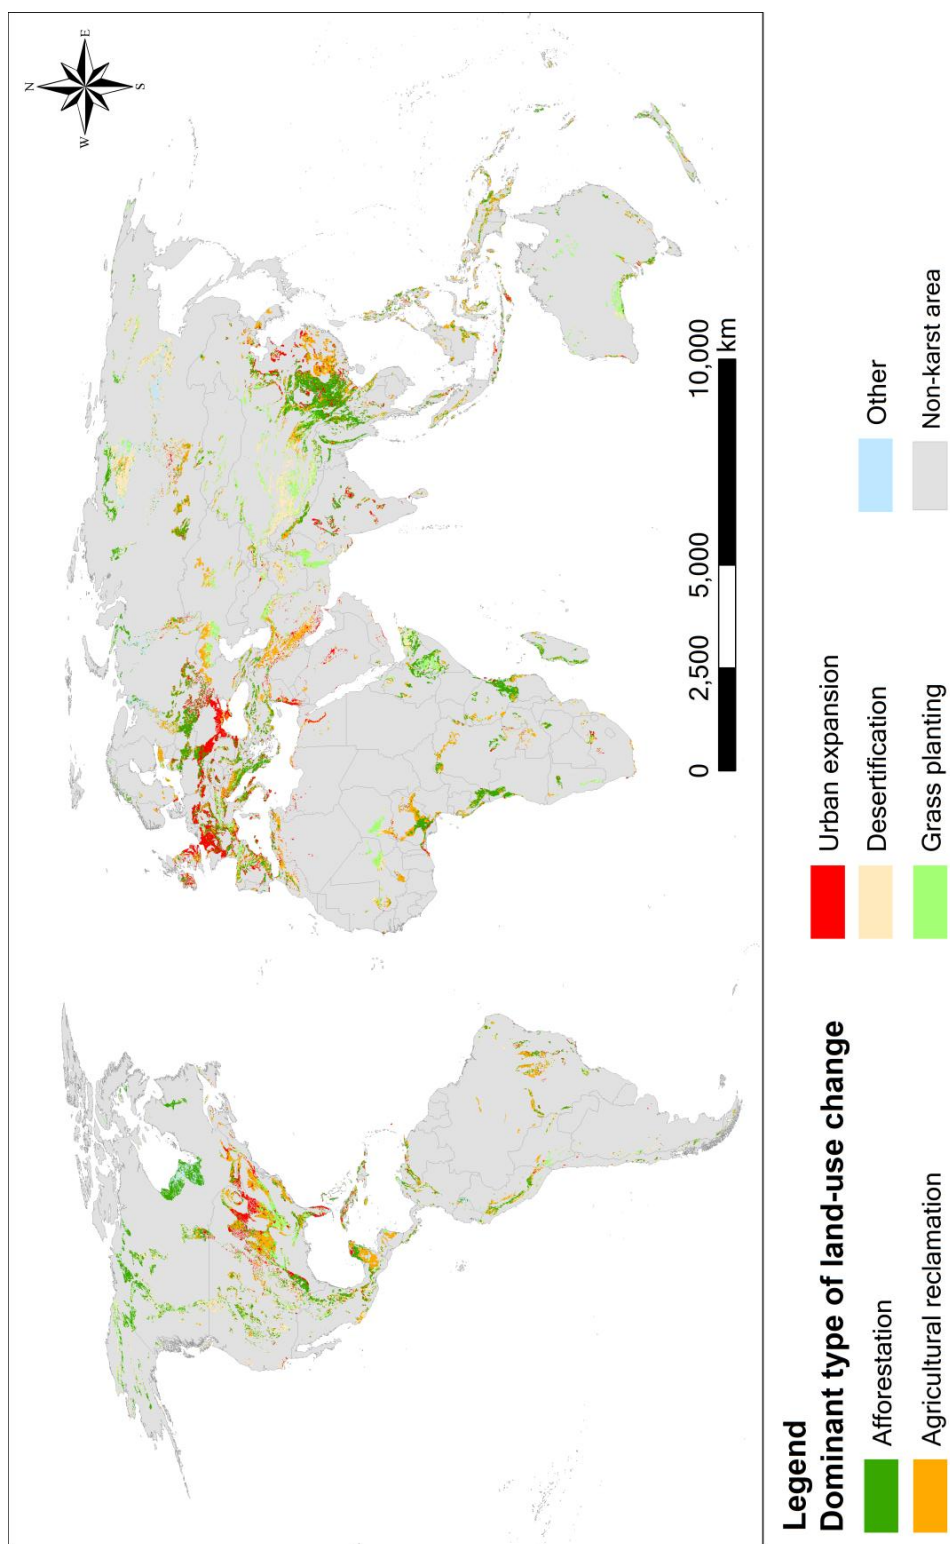 N
W
E
S
0
2,500
5,000
10,000
km
Legend
Dominant type of land-use change
Afforestation
Urban expansion
Other
Agricultural reclamation
Desertification
Non-karst area
Grass planting